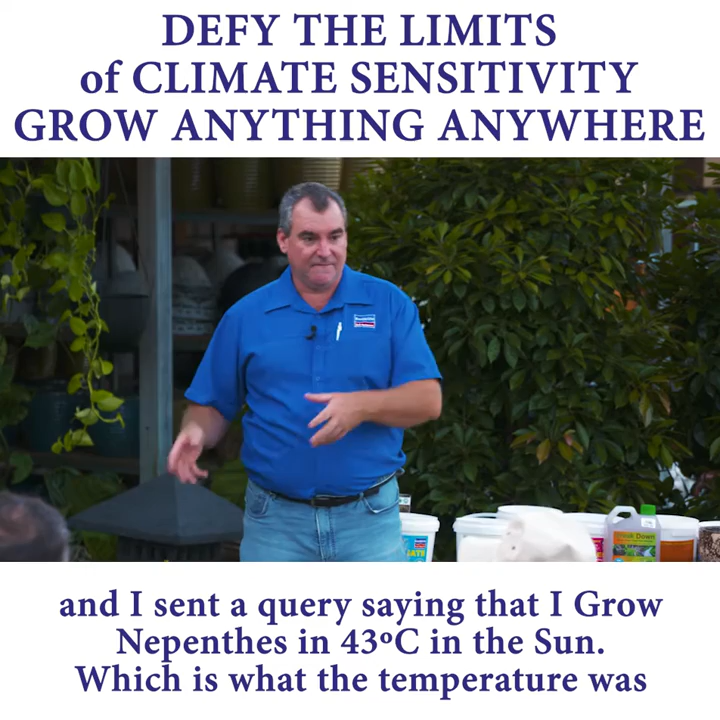 DEFY THE LIMITS
of CLIMATE SENSITIVITY
GROW ANYTHING ANYWHERE
and I sent a query saying that I Grow
Nepenthes in 43ºC in the Sun.
Which is what the temperature was